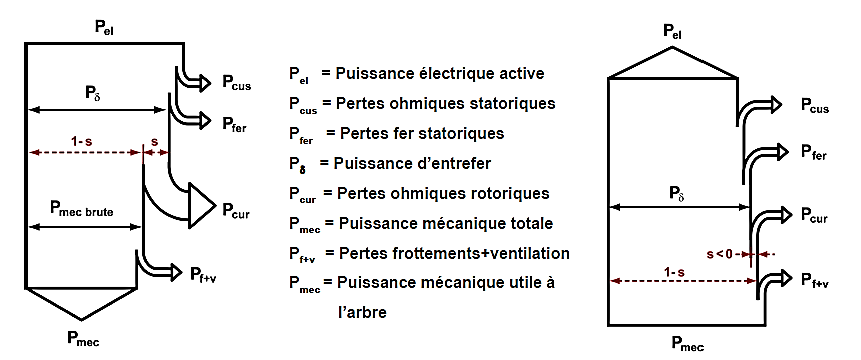 Pel
Pcus
Pδ
Pfer
1-s
s
Pmec brute
Pcur
Pf+v
Pmec
Pel = Puissance électrique active
Pcus = Pertes ohmiques statoriques
Pfer = Pertes fer statoriques
Pδ = Puissance d'entrefer
Pcur = Pertes ohmiques rotoriques
Pmec = Puissance mécanique totale
Pf+v = Pertes frottements+ventilation
Pmec = Puissance mécanique utile à
l'arbre
Pel
Pcus
Pfer
Pδ
Pcur
s<0
1-s
Pf+v
Pmec